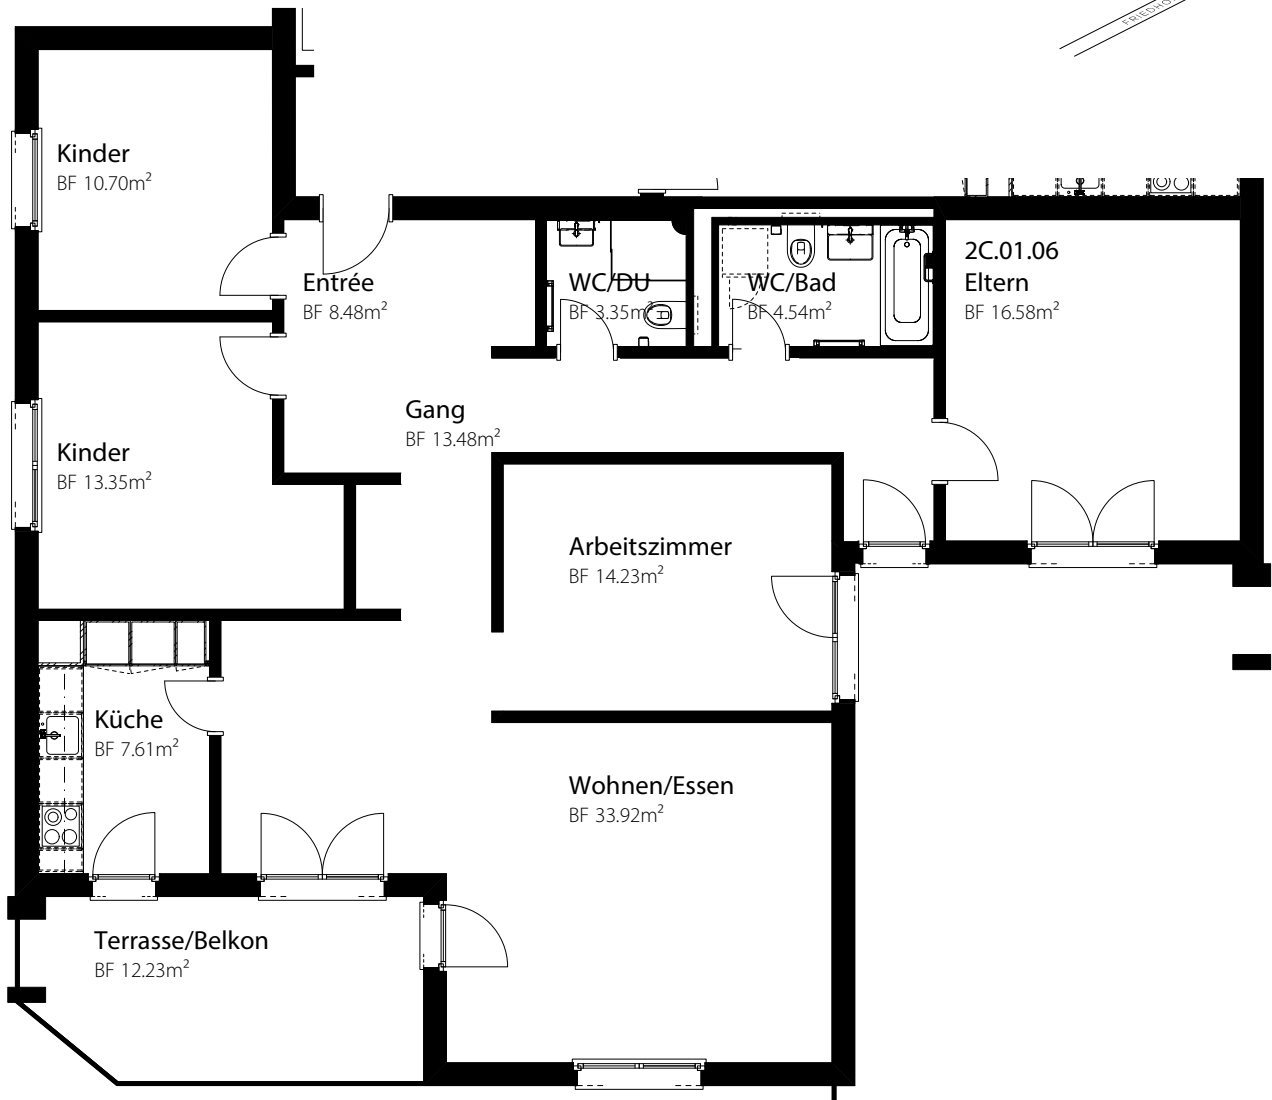 Kinder
BF 10.70m²
Entrée
BF 8.48m²
WC/DU
BF 3.35m²
WC/Bad
BF 4.54m²
2C.01.06
Eltern
BF 16.58m²
Kinder
BF 13.35m²
Gang
BF 13.48m²
Arbeitszimmer
BF 14.23m²
Küche
BF 7.61m²
Wohnen/Essen
BF 33.92m²
Terrasse/Belkon
BF 12.23m²